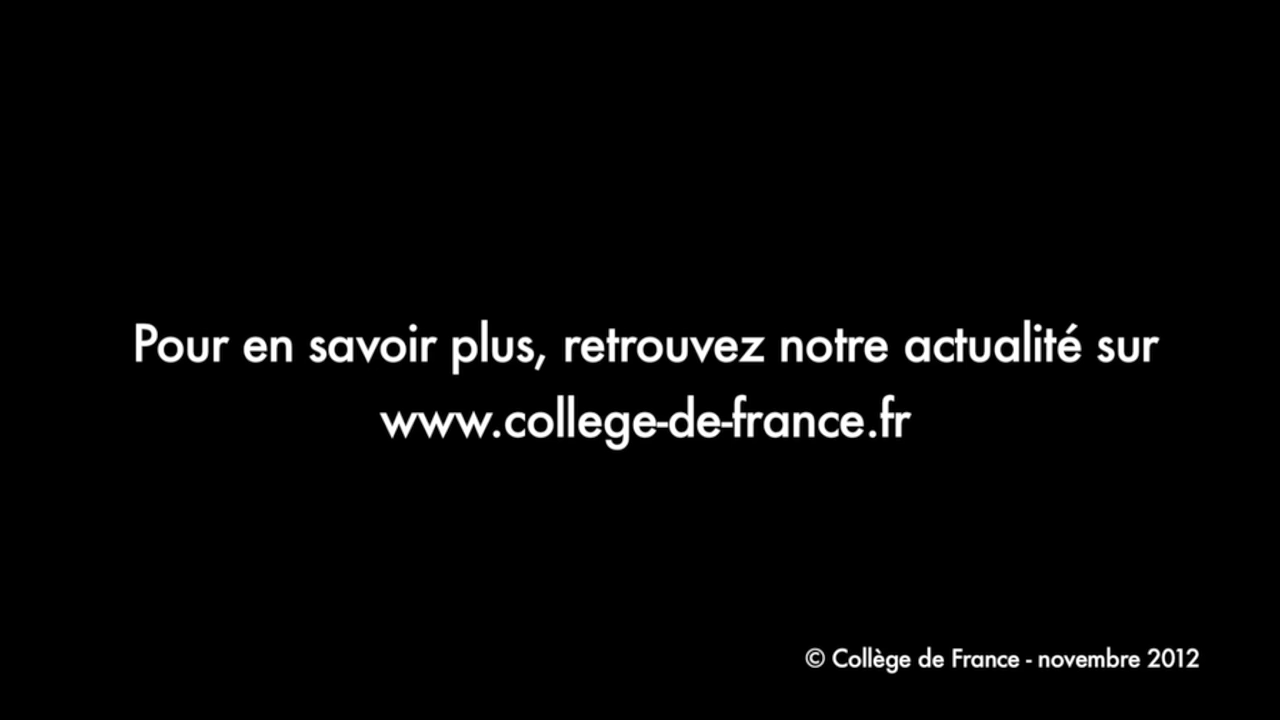 Pour en savoir plus, retrouvez notre actualité sur
www.college-de-france.fr
© Collège de France - novembre 2012